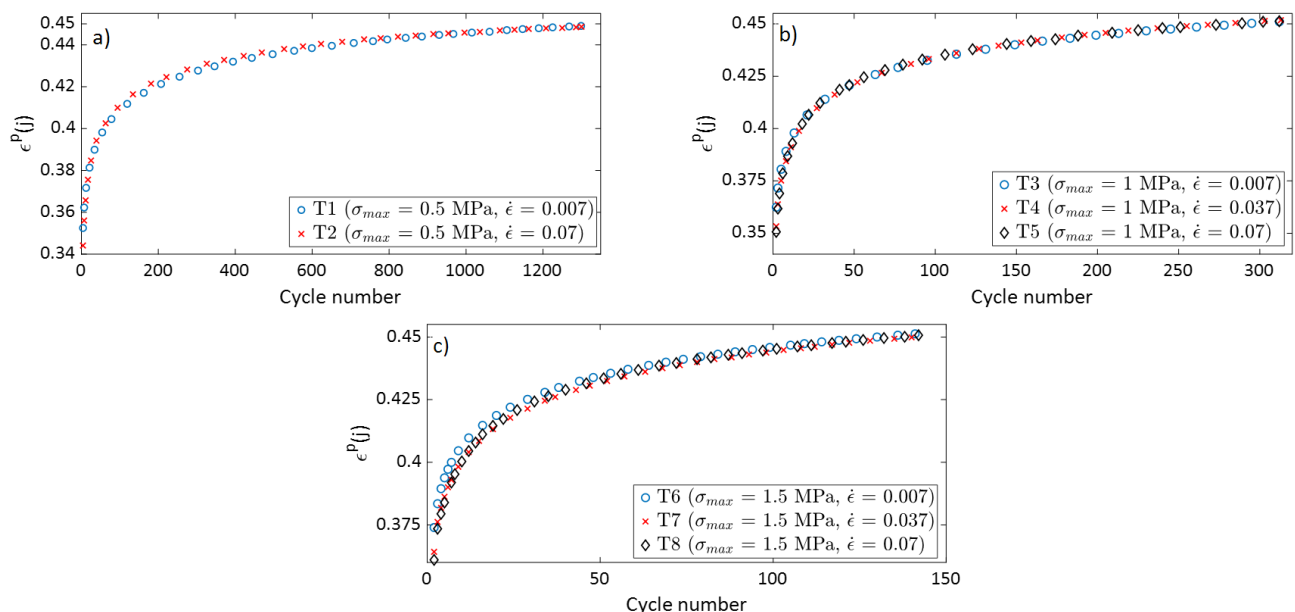 a)
ϵᵖ(j)
0.45
0.44
0.42
0.4
0.38
0.36
0.34
0 200 400 600 800 1000 1200
Cycle number
T1 (σ_max = 0.5 MPa, ϵ̇ = 0.007)
T2 (σ_max = 0.5 MPa, ϵ̇ = 0.07)
b)
ϵᵖ(j)
0.45
0.425
0.4
0.375
0.35
0 50 100 150 200 250 300
Cycle number
T3 (σ_max = 1 MPa, ϵ̇ = 0.007)
T4 (σ_max = 1 MPa, ϵ̇ = 0.037)
T5 (σ_max = 1 MPa, ϵ̇ = 0.07)
c)
ϵᵖ(j)
0.45
0.425
0.4
0.375
0 50 100 150
Cycle number
T6 (σ_max = 1.5 MPa, ϵ̇ = 0.007)
T7 (σ_max = 1.5 MPa, ϵ̇ = 0.037)
T8 (σ_max = 1.5 MPa, ϵ̇ = 0.07)